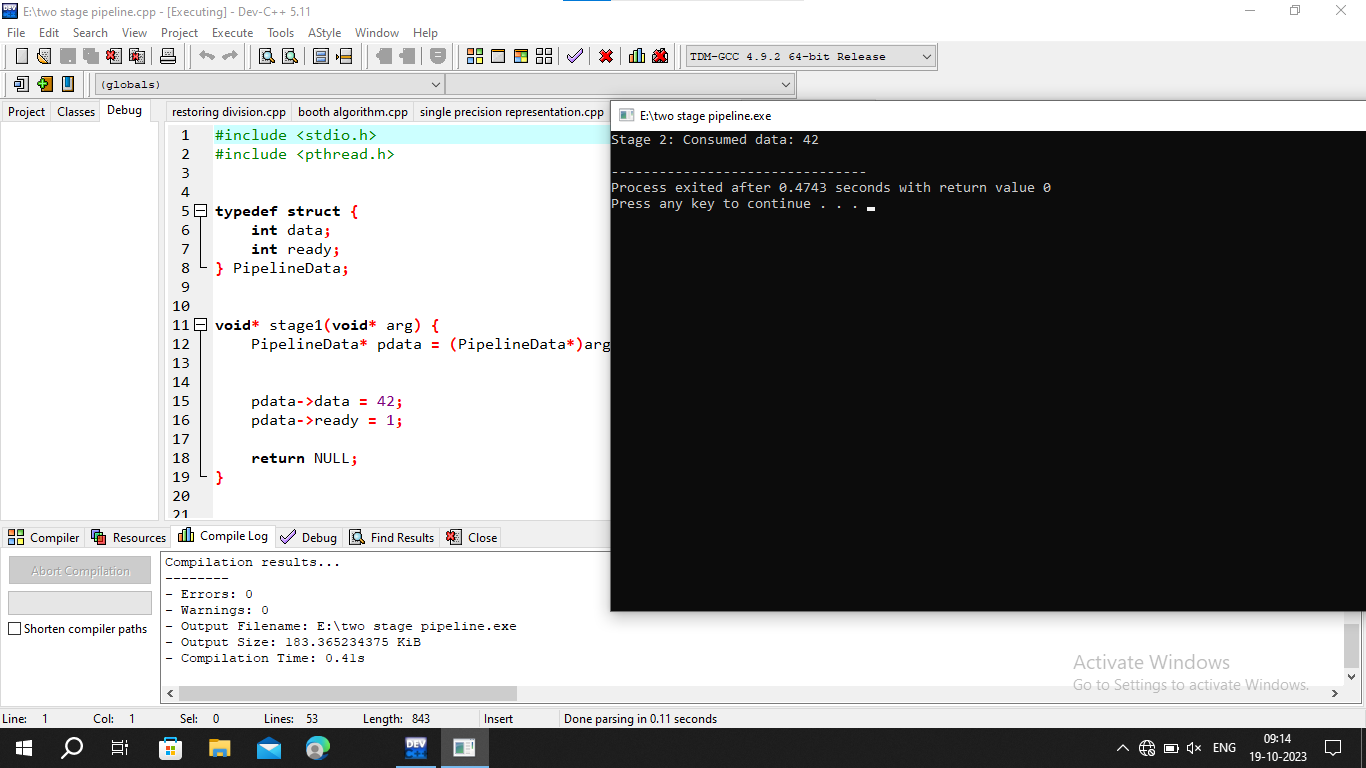 E:\two stage pipeline.cpp - [Executing] - Dev-C++ 5.11
File Edit Search View Project Execute Tools AStyle Window Help
TDM-GCC 4.9.2 64-bit Release
(globals)
Project Classes Debug
restoring division.cpp booth algorithm.cpp single precision representation.cpp
1 #include <stdio.h>
2 #include <pthread.h>
3
4
5 typedef struct {
6 int data;
7 int ready;
8 } PipelineData;
9
10
11 void* stage1(void* arg) {
12 PipelineData* pdata = (PipelineData*)arg
13
14
15 pdata->data = 42;
16 pdata->ready = 1;
17
18 return NULL;
19 }
20
21
E:\two stage pipeline.exe
Stage 2: Consumed data: 42
--------------------------------
Process exited after 0.4743 seconds with return value 0
Press any key to continue . . .
Compiler Resources Compile Log Debug Find Results Close
Abort Compilation
Shorten compiler paths
Compilation results...
--------
- Errors: 0
- Warnings: 0
- Output Filename: E:\two stage pipeline.exe
- Output Size: 183.365234375 KiB
- Compilation Time: 0.41s
Activate Windows
Go to Settings to activate Windows.
Line: 1 Col: 1 Sel: 0 Lines: 53 Length: 843 Insert Done parsing in 0.11 seconds
DEV
ENG
09:14
19-10-2023